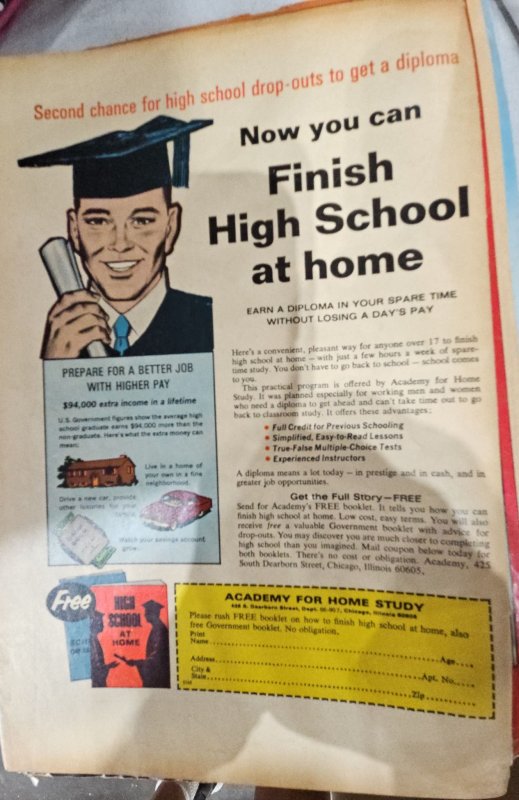 Second chance for high school drop-outs to get a diploma
Now you can
Finish
High School
at home
EARN A DIPLOMA IN YOUR SPARE TIME
WITHOUT LOSING A DAY'S PAY
Here's a convenient, pleasant way for anyone over 17 to finish
high school at home — with just a few hours a week of spare-
time study. You don't have to go back to school — school comes
to you.
This practical program is offered by Academy for Home
Study. It was planned especially for working men and women
who need a diploma to get ahead and can't take time out to go
back to classroom study. It offers these advantages:
• Full Credit for Previous Schooling
• Simplified, Easy-to-Read Lessons
• True-False Multiple-Choice Tests
• Experienced Instructors
A diploma means a lot today — in prestige and in cash, and in
greater job opportunities.
Get the Full Story—FREE
Send for Academy's FREE booklet. It tells you how you can
finish high school at home. Low cost, easy terms. You will also
receive free a valuable Government booklet with advice for
drop-outs. You may discover you are much closer to completing
high school than you imagined. Mail coupon below today for
both booklets. There's no cost or obligation. Academy, 425
South Dearborn Street, Chicago, Illinois 60605.
PREPARE FOR A BETTER JOB
WITH HIGHER PAY
$94,000 extra income in a lifetime
U.S. Government figures show the average high
school graduate earns $94,000 more than the
non-graduate. Here's what the extra money can
mean:
Live in a home of
your own in a fine
neighborhood.
Drive a new car, provide
other luxuries for your
family.
Watch your savings account
grow.
Free
HIGH
SCHOOL
AT
HOME
ACADEMY FOR HOME STUDY
425 S. Dearborn Street, Dept. Chicago, Illinois 60605
Please rush FREE booklet on how to finish high school at home, also
free Government booklet. No obligation.
Print
Name
Age
Address
Apt. No.
City &
State
Zip